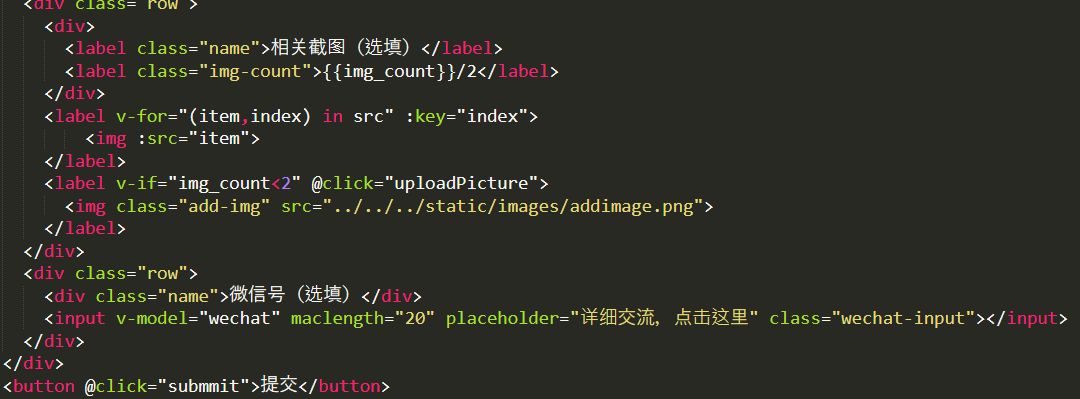 <div class="row">
<div>
<label class="name">相关截图（选填）</label>
<label class="img-count">{{img_count}}/2</label>
</div>
<label v-for="(item,index) in src" :key="index">
<img :src="item">
</label>
<label v-if="img_count<2" @click="uploadPicture">
<img class="add-img" src="../../../static/images/addimage.png">
</label>
</div>
<div class="row">
<div class="name">微信号（选填）</div>
<input v-model="wechat" maclength="20" placeholder="详细交流，点击这里" class="wechat-input"></input>
</div>
</div>
<button @click="submmit">提交</button>